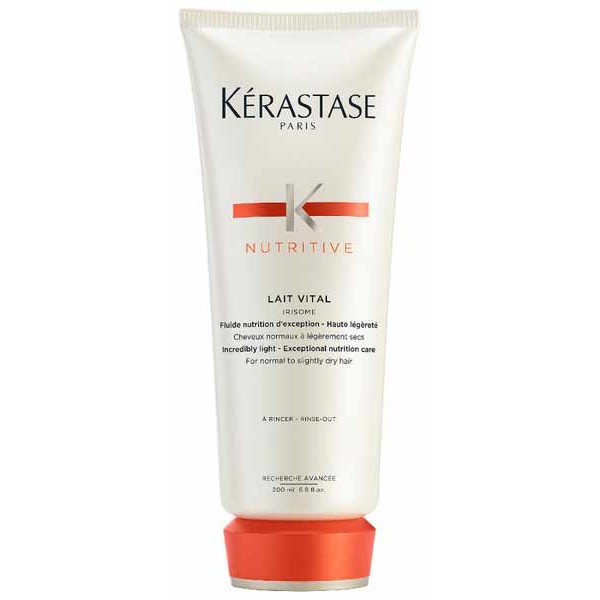 KÉRASTASE
PARIS
K
NUTRITIVE
LAIT VITAL
IRISOME
Fluide nutrition d'exception - Haute légèreté
Cheveux normaux à légèrement secs
Incredibly light - Exceptional nutrition care
For normal to slightly dry hair
À RINCER - RINSE-OUT
RECHERCHE AVANCÉE
200 ml. 6.8 fl.oz.